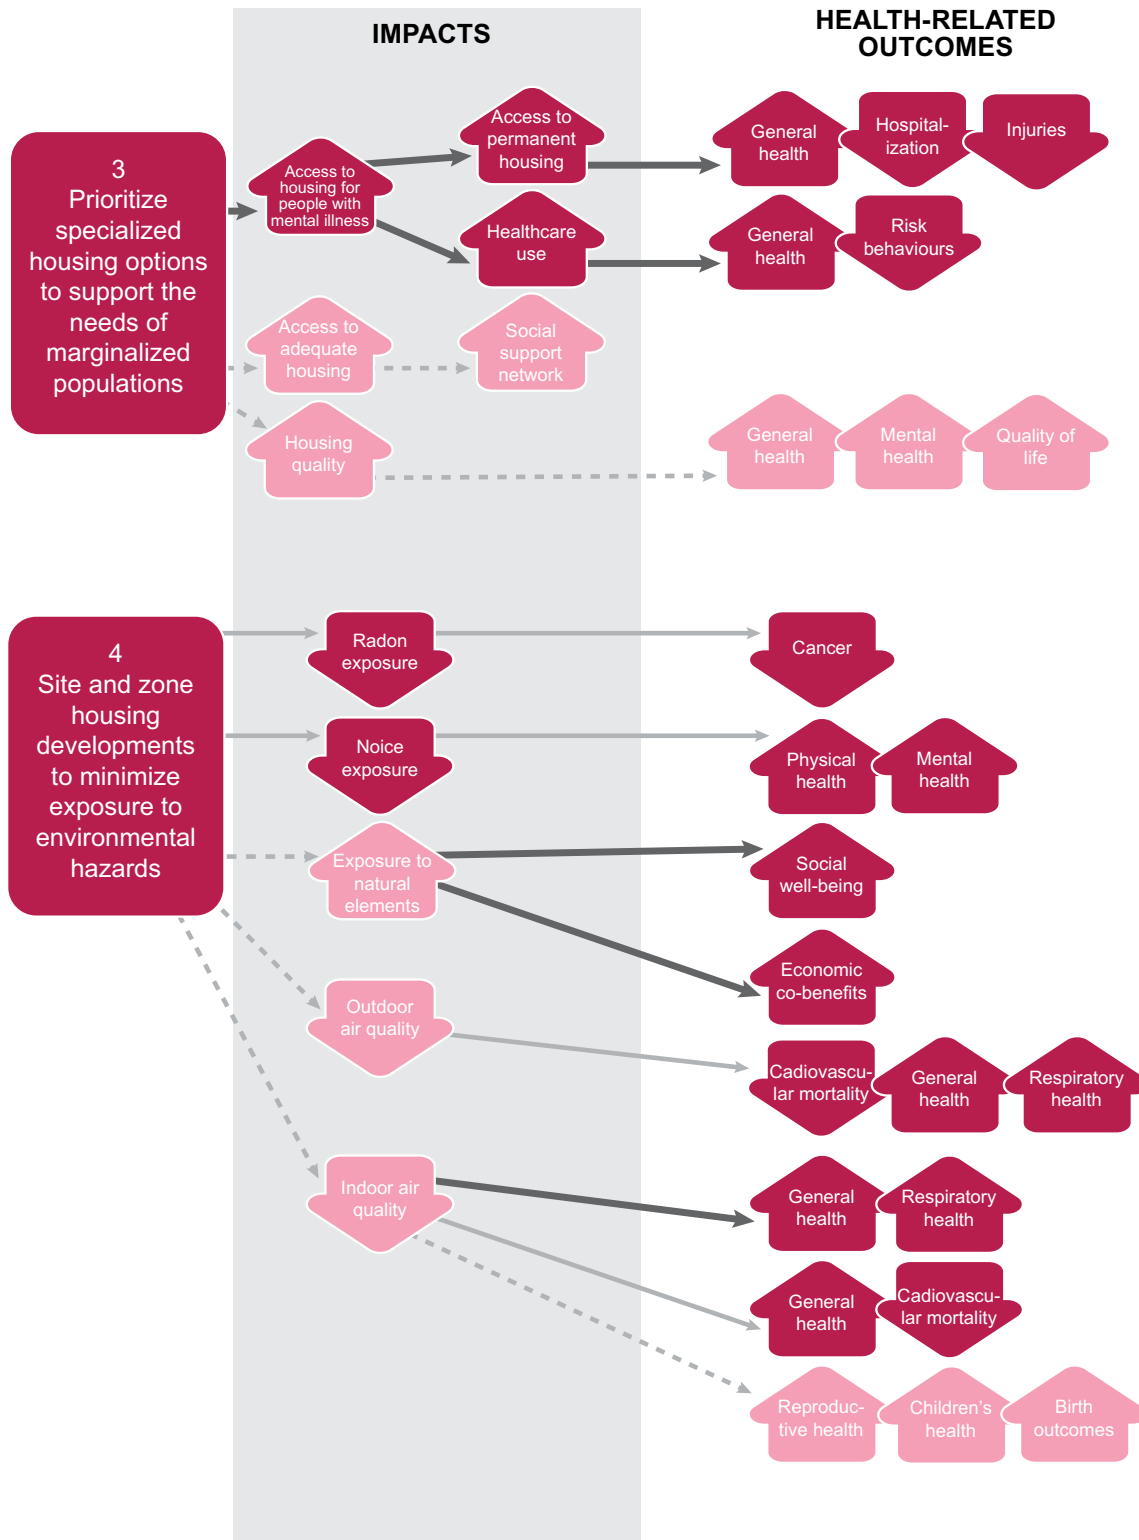 IMPACTS
HEALTH-RELATED
OUTCOMES
3
Prioritize
specialized
housing options
to support the
needs of
marginalized
populations
Access to
housing for
people with
mental illness
Access to
permanent
housing
General
health
Hospital-
ization
Injuries
Healthcare
use
General
health
Risk
behaviours
Access to
adequate
housing
Social
support
network
Housing
quality
General
health
Mental
health
Quality of
life
4
Site and zone
housing
developments
to minimize
exposure to
environmental
hazards
Radon
exposure
Cancer
Noice
exposure
Physical
health
Mental
health
Exposure to
natural
elements
Social
well-being
Economic
co-benefits
Outdoor
air quality
Cadiovascu-
lar mortality
General
health
Respiratory
health
Indoor air
quality
General
health
Respiratory
health
General
health
Cadiovascu-
lar mortality
Reproduc-
tive health
Children's
health
Birth
outcomes